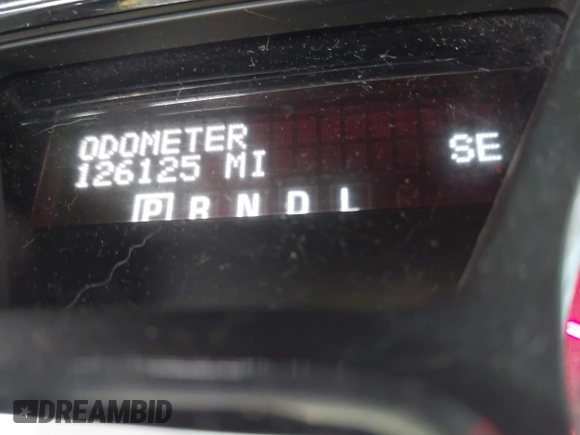 ODOMETER
126125 MI
SE
P R N D L
DREAMBID